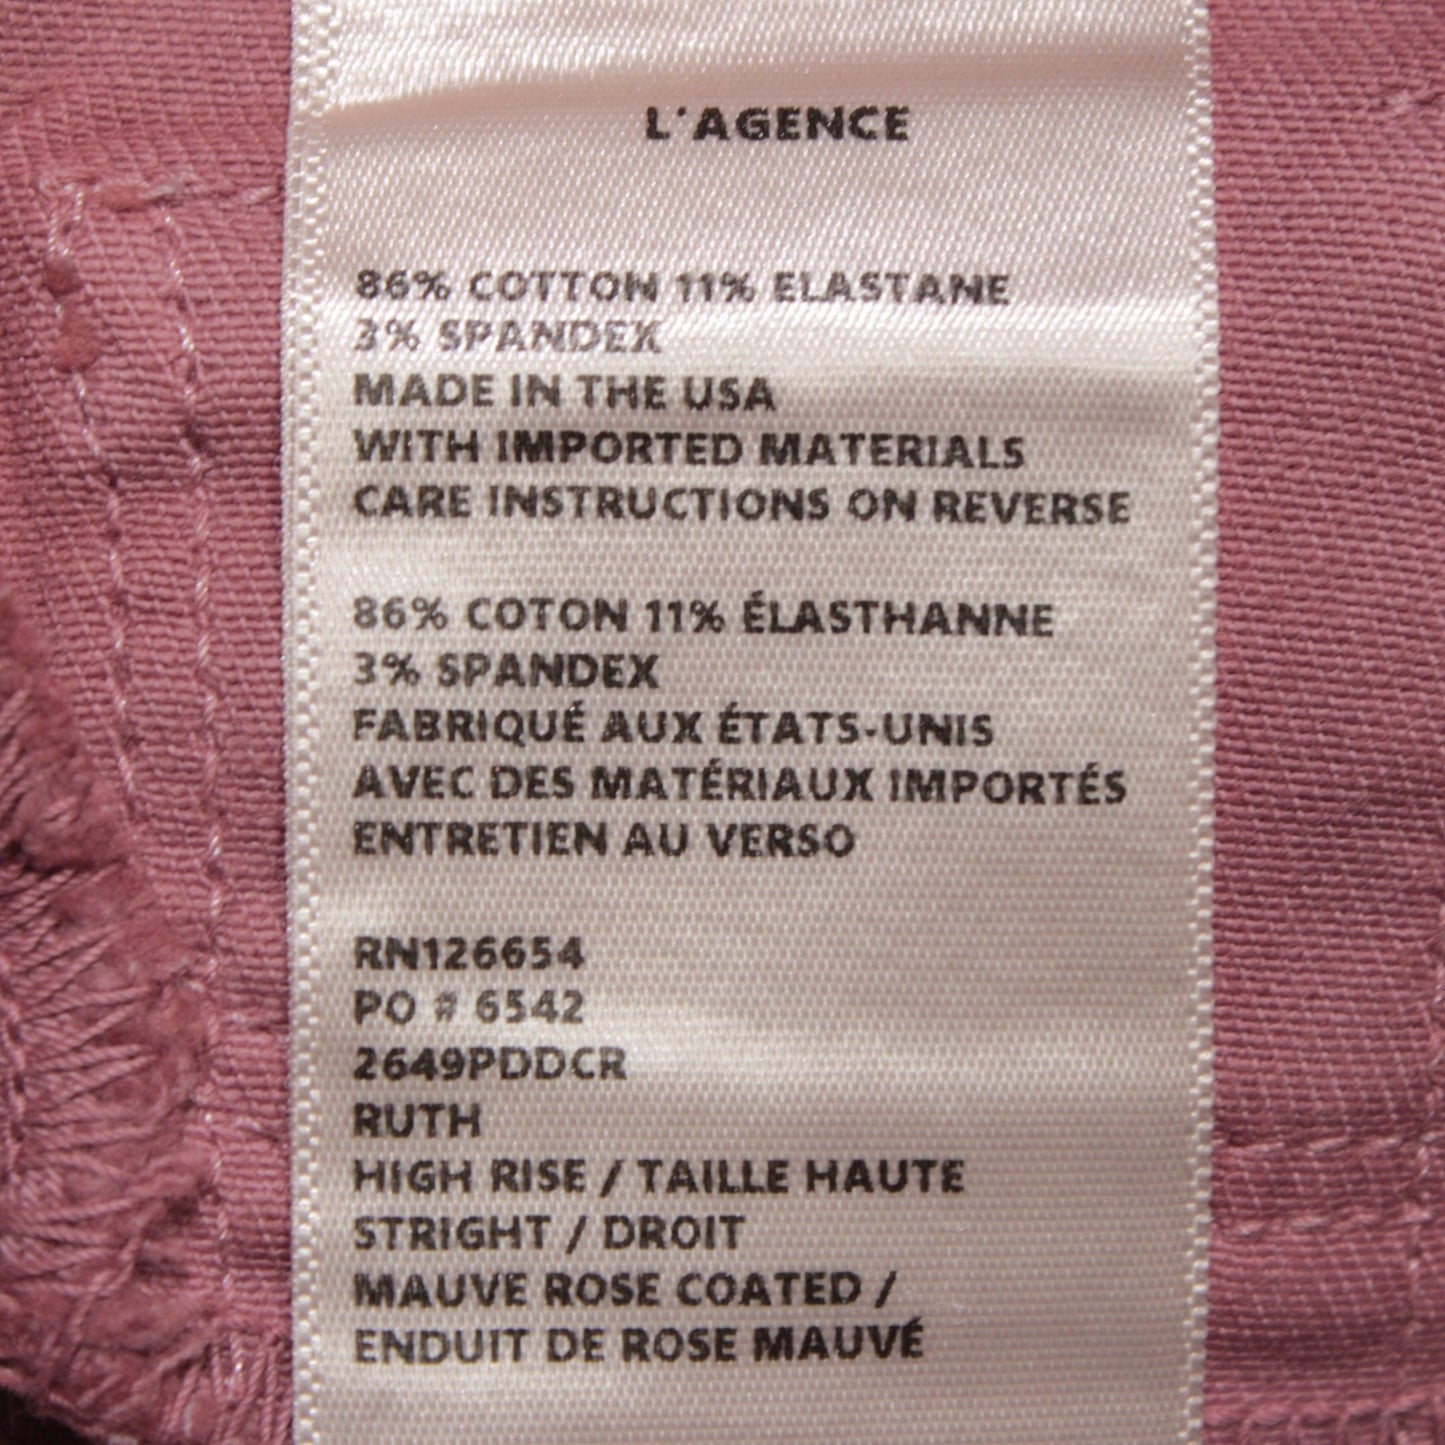 L'AGENCE
86% COTTON 11% ELASTANE
3% SPANDEX
MADE IN THE USA
WITH IMPORTED MATERIALS
CARE INSTRUCTIONS ON REVERSE
86% COTON 11% ÉLASTHANNE
3% SPANDEX
FABRIQUÉ AUX ÉTATS-UNIS
AVEC DES MATÉRIAUX IMPORTÉS
ENTRETIEN AU VERSO
RN126654
PO # 6542
2649PDDCR
RUTH
HIGH RISE / TAILLE HAUTE
STRIGHT / DROIT
MAUVE ROSE COATED /
ENDUIT DE ROSE MAUVÉ